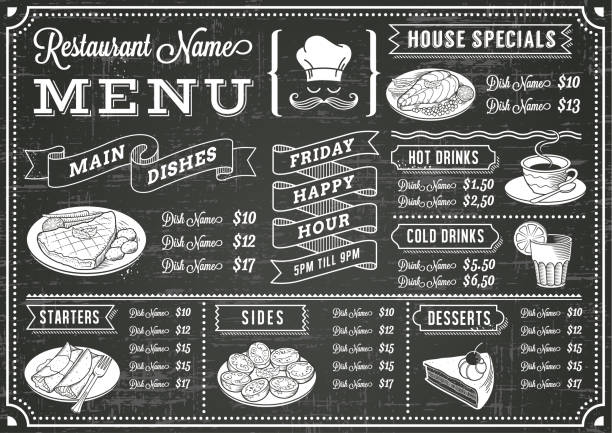 Restaurant Name
MENU
HOUSE SPECIALS
Dish Name $10
Dish Name $13
MAIN
DISHES
Dish Name $10
Dish Name $12
Dish Name $17
FRIDAY
HAPPY
HOUR
5PM TILL 9PM
HOT DRINKS
Drink Name $1.50
Drink Name $2,50
COLD DRINKS
Drink Name $5.50
Drink Name $6,50
STARTERS
Dish Name $10
Dish Name $12
Dish Name $15
Dish Name $15
Dish Name $17
SIDES
Dish Name $10
Dish Name $12
Dish Name $15
Dish Name $15
Dish Name $17
DESSERTS
Dish Name $10
Dish Name $12
Dish Name $15
Dish Name $15
Dish Name $17